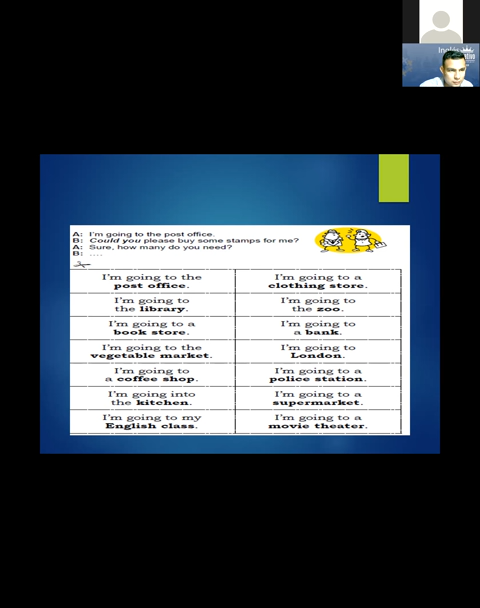 Inglés
A: I'm going to the post office.
B: Could you please buy some stamps for me?
A: Sure, how many do you need?
B: ....
I'm going to the
post office.
I'm going to a
clothing store.
I'm going to
the library.
I'm going to
the zoo.
I'm going to a
book store.
I'm going to
a bank.
I'm going to the
vegetable market.
I'm going to
London.
I'm going to
a coffee shop.
I'm going to a
police station.
I'm going into
the kitchen.
I'm going to a
supermarket.
I'm going to my
English class.
I'm going to a
movie theater.